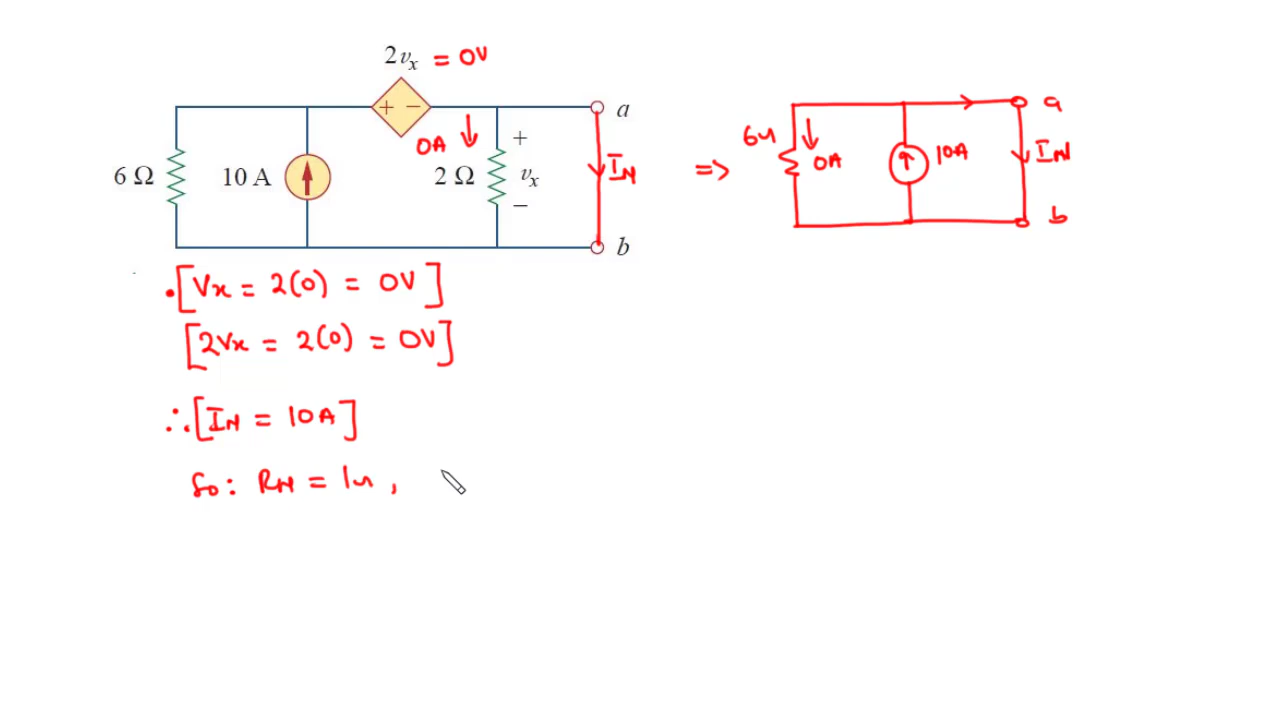 2vx = 0V
a
a
6Ω
0A
10A
IN
6 Ω
10 A
0A
2 Ω
+
vx
−
IN
=>
b
b
.[Vx = 2(0) = 0V]
[2Vx = 2(0) = 0V]
∴[IN = 10A]
So: RN = 1Ω,